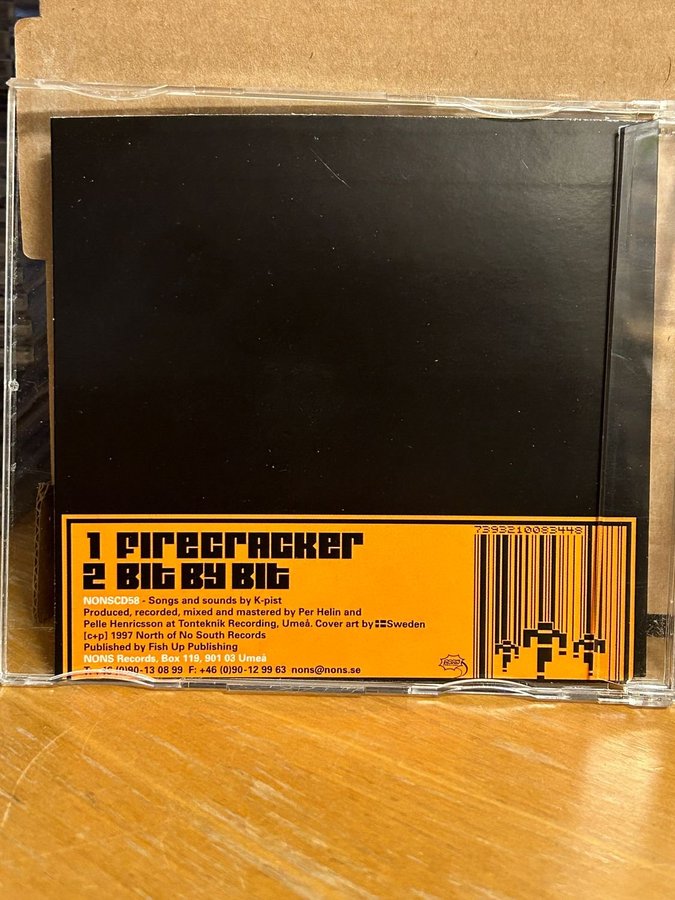 7393210083448
1 FIRECRACKER
2 BIT BY BIT
NONSCD58 - Songs and sounds by K-pist
Produced, recorded, mixed and mastered by Per Helin and
Pelle Henricsson at Tonteknik Recording, Umeå. Cover art by Sweden
[c+p] 1997 North of No South Records
Published by Fish Up Publishing
NONS Records, Box 119, 901 03 Umeå
T: +46 (0)90-13 08 99 F: +46 (0)90-12 99 63 nons@nons.se